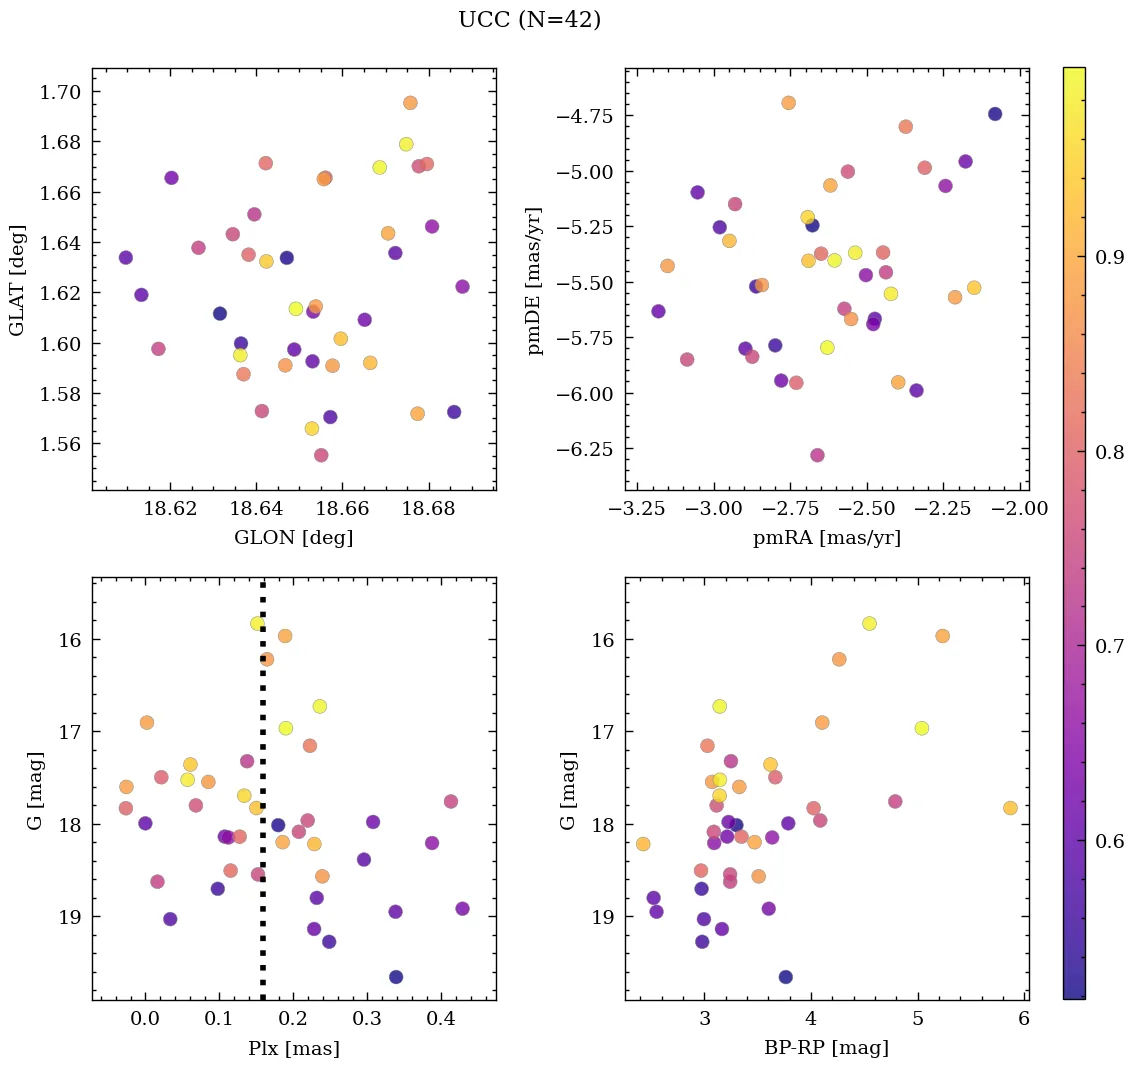 UCC (N=42)
1.70
1.68
1.66
1.64
1.62
1.60
1.58
1.56
GLAT [deg]
18.62 18.64 18.66 18.68
GLON [deg]
−4.75
−5.00
−5.25
−5.50
−5.75
−6.00
−6.25
pmDE [mas/yr]
−3.25 −3.00 −2.75 −2.50 −2.25 −2.00
pmRA [mas/yr]
16
17
18
19
G [mag]
0.0 0.1 0.2 0.3 0.4
Plx [mas]
16
17
18
19
G [mag]
3 4 5 6
BP-RP [mag]
0.9
0.8
0.7
0.6